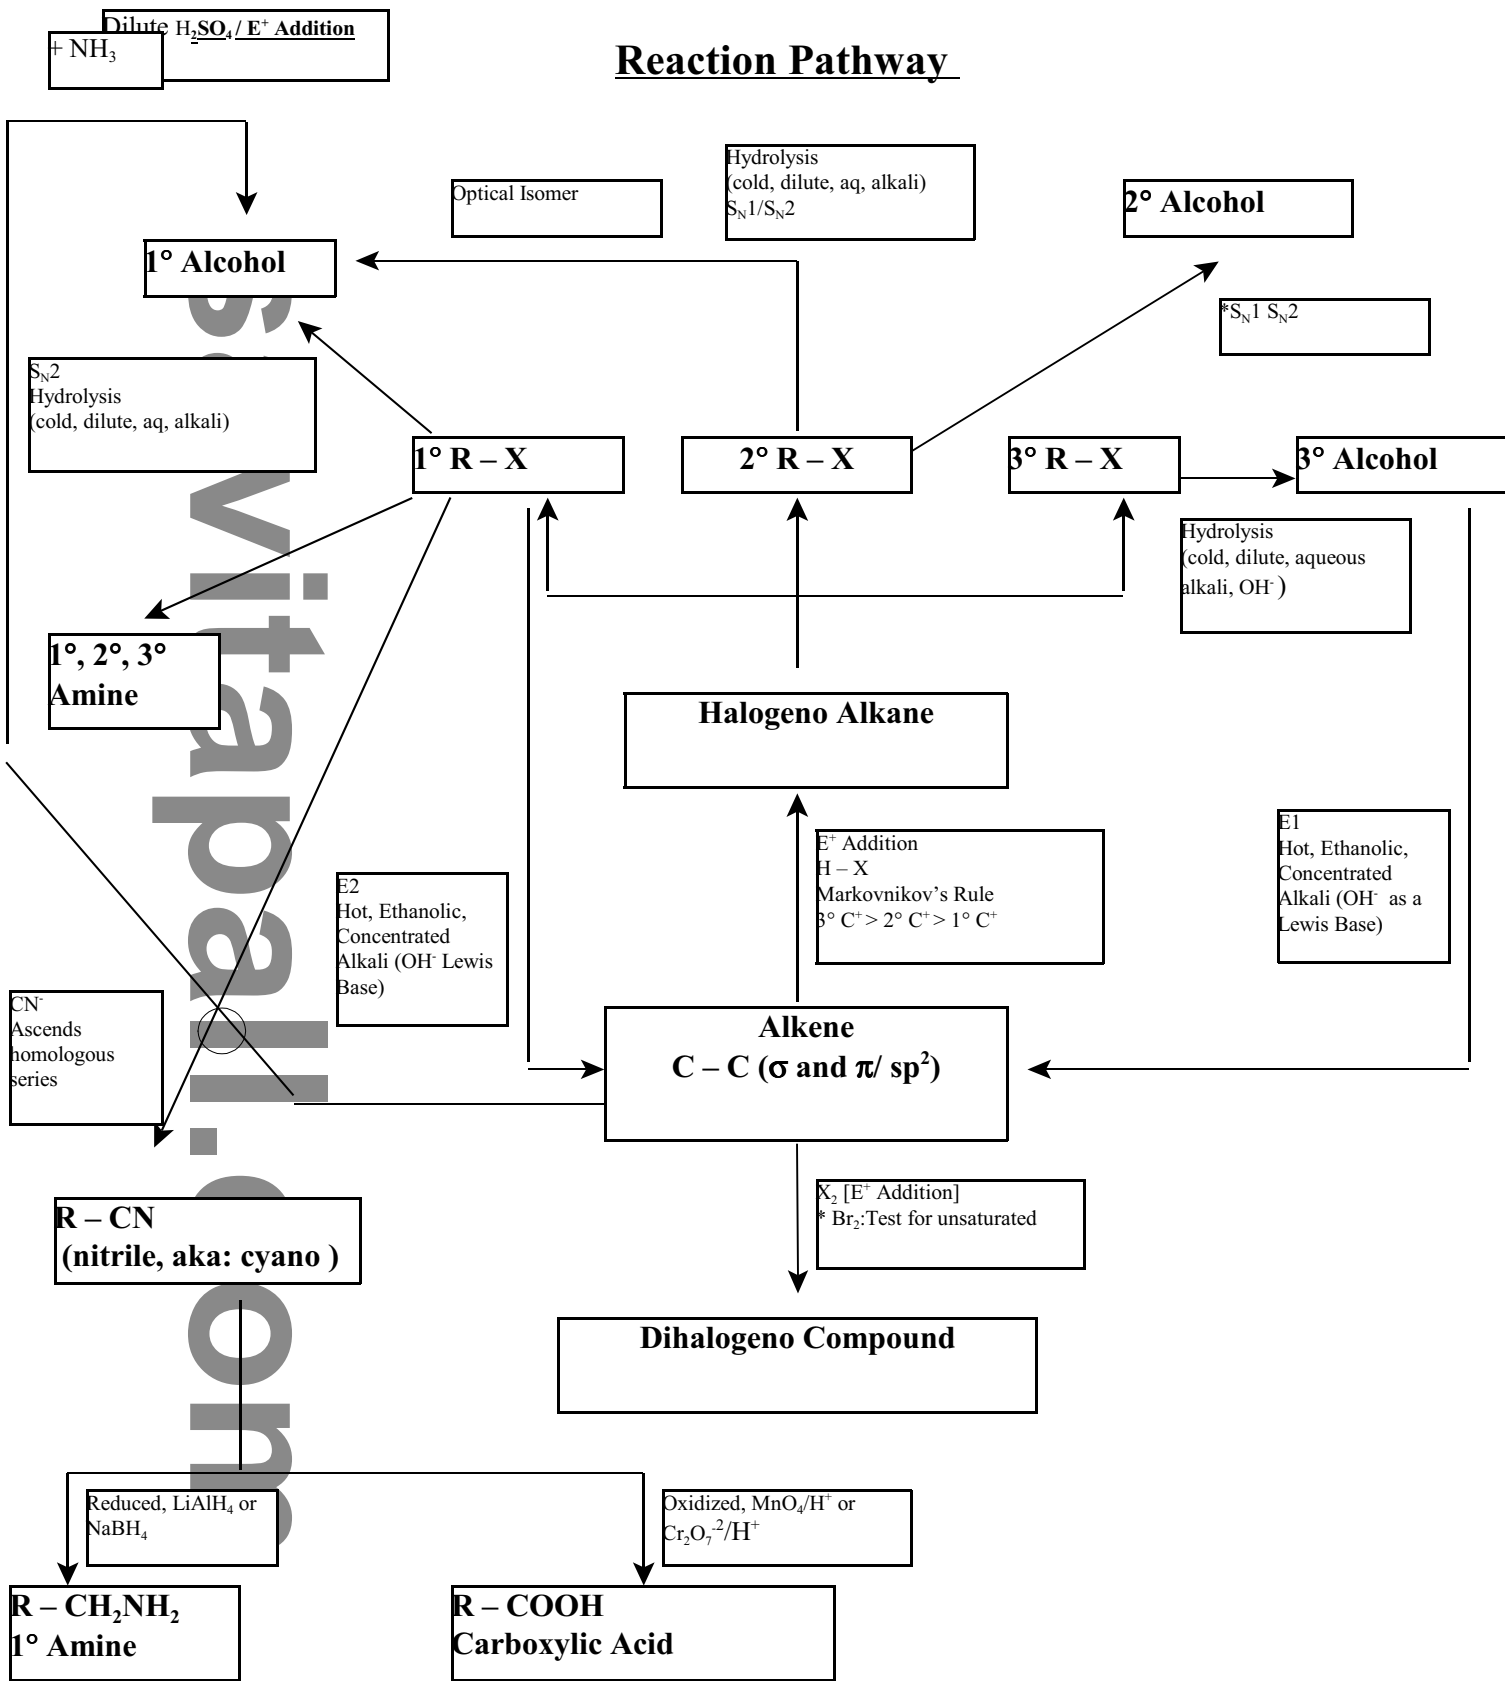 Dilute H₂SO₄ / E⁺ Addition
+ NH₃
Reaction Pathway
Hydrolysis
(cold, dilute, aq, alkali)
Sₙ1/Sₙ2
Optical Isomer
2° Alcohol
1° Alcohol
*Sₙ1 Sₙ2
Sₙ2
Hydrolysis
(cold, dilute, aq, alkali)
1° R – X
2° R – X
3° R – X
3° Alcohol
Hydrolysis
(cold, dilute, aqueous
alkali, OH⁻ )
1°, 2°, 3°
Amine
Halogeno Alkane
E⁺ Addition
H – X
Markovnikov’s Rule
3° C⁺ > 2° C⁺ > 1° C⁺
E1
Hot, Ethanolic,
Concentrated
Alkali (OH⁻ as a
Lewis Base)
E2
Hot, Ethanolic,
Concentrated
Alkali (OH⁻ Lewis
Base)
CN⁻
Ascends
homologous
series
Alkene
C – C (σ and π/ sp²)
X₂ [E⁺ Addition]
* Br₂:Test for unsaturated
R – CN
(nitrile, aka: cyano )
Dihalogeno Compound
Reduced, LiAlH₄ or
NaBH₄
Oxidized, MnO₄/H⁺ or
Cr₂O₇⁻²/H⁺
R – CH₂NH₂
1° Amine
R – COOH
Carboxylic Acid